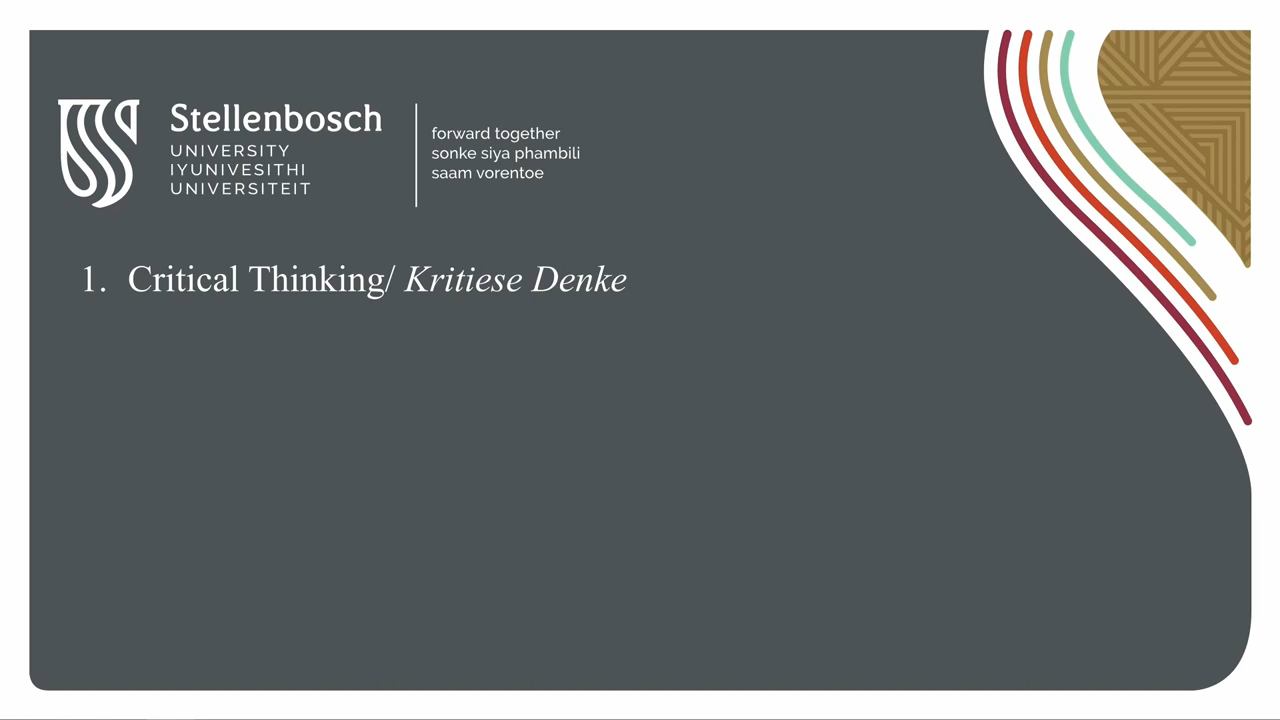 Stellenbosch
UNIVERSITY
IYUNIVESITHI
UNIVERSITEIT
forward together
sonke siya phambili
saam vorentoe
1. Critical Thinking/ Kritiese Denke